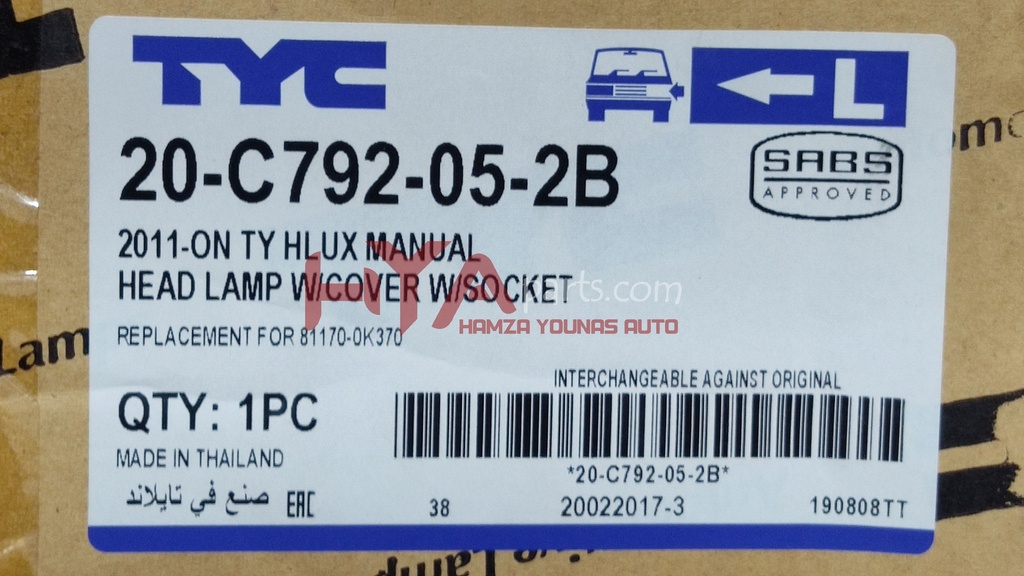 TYC
L
20-C792-05-2B
SABS
APPROVED
2011-ON TY HLUX MANUAL
HEAD LAMP W/COVER W/SOCKET
HYA parts.com
HAMZA YOUNAS AUTO
REPLACEMENT FOR 81170-0K370
INTERCHANGEABLE AGAINST ORIGINAL
QTY: 1PC
MADE IN THAILAND
*20-C792-05-2B*
صنع في تايلاند
EAC
38
20022017-3
190808TT
Lam